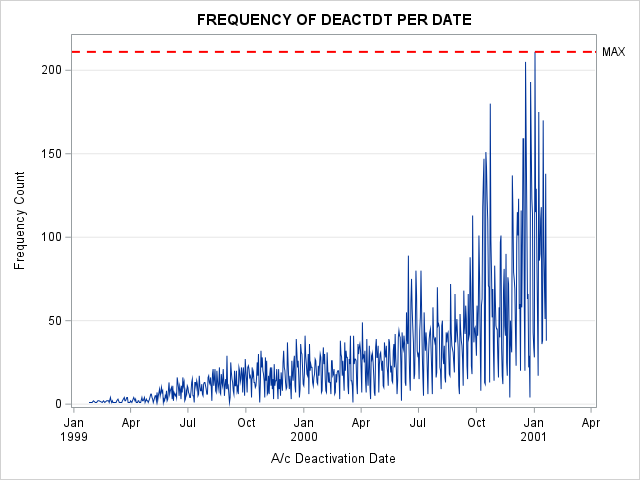 FREQUENCY OF DEACTDT PER DATE
MAX
200
150
100
50
0
Frequency Count
Jan Apr Jul Oct Jan Apr Jul Oct Jan Apr
1999 2000 2001
A/c Deactivation Date